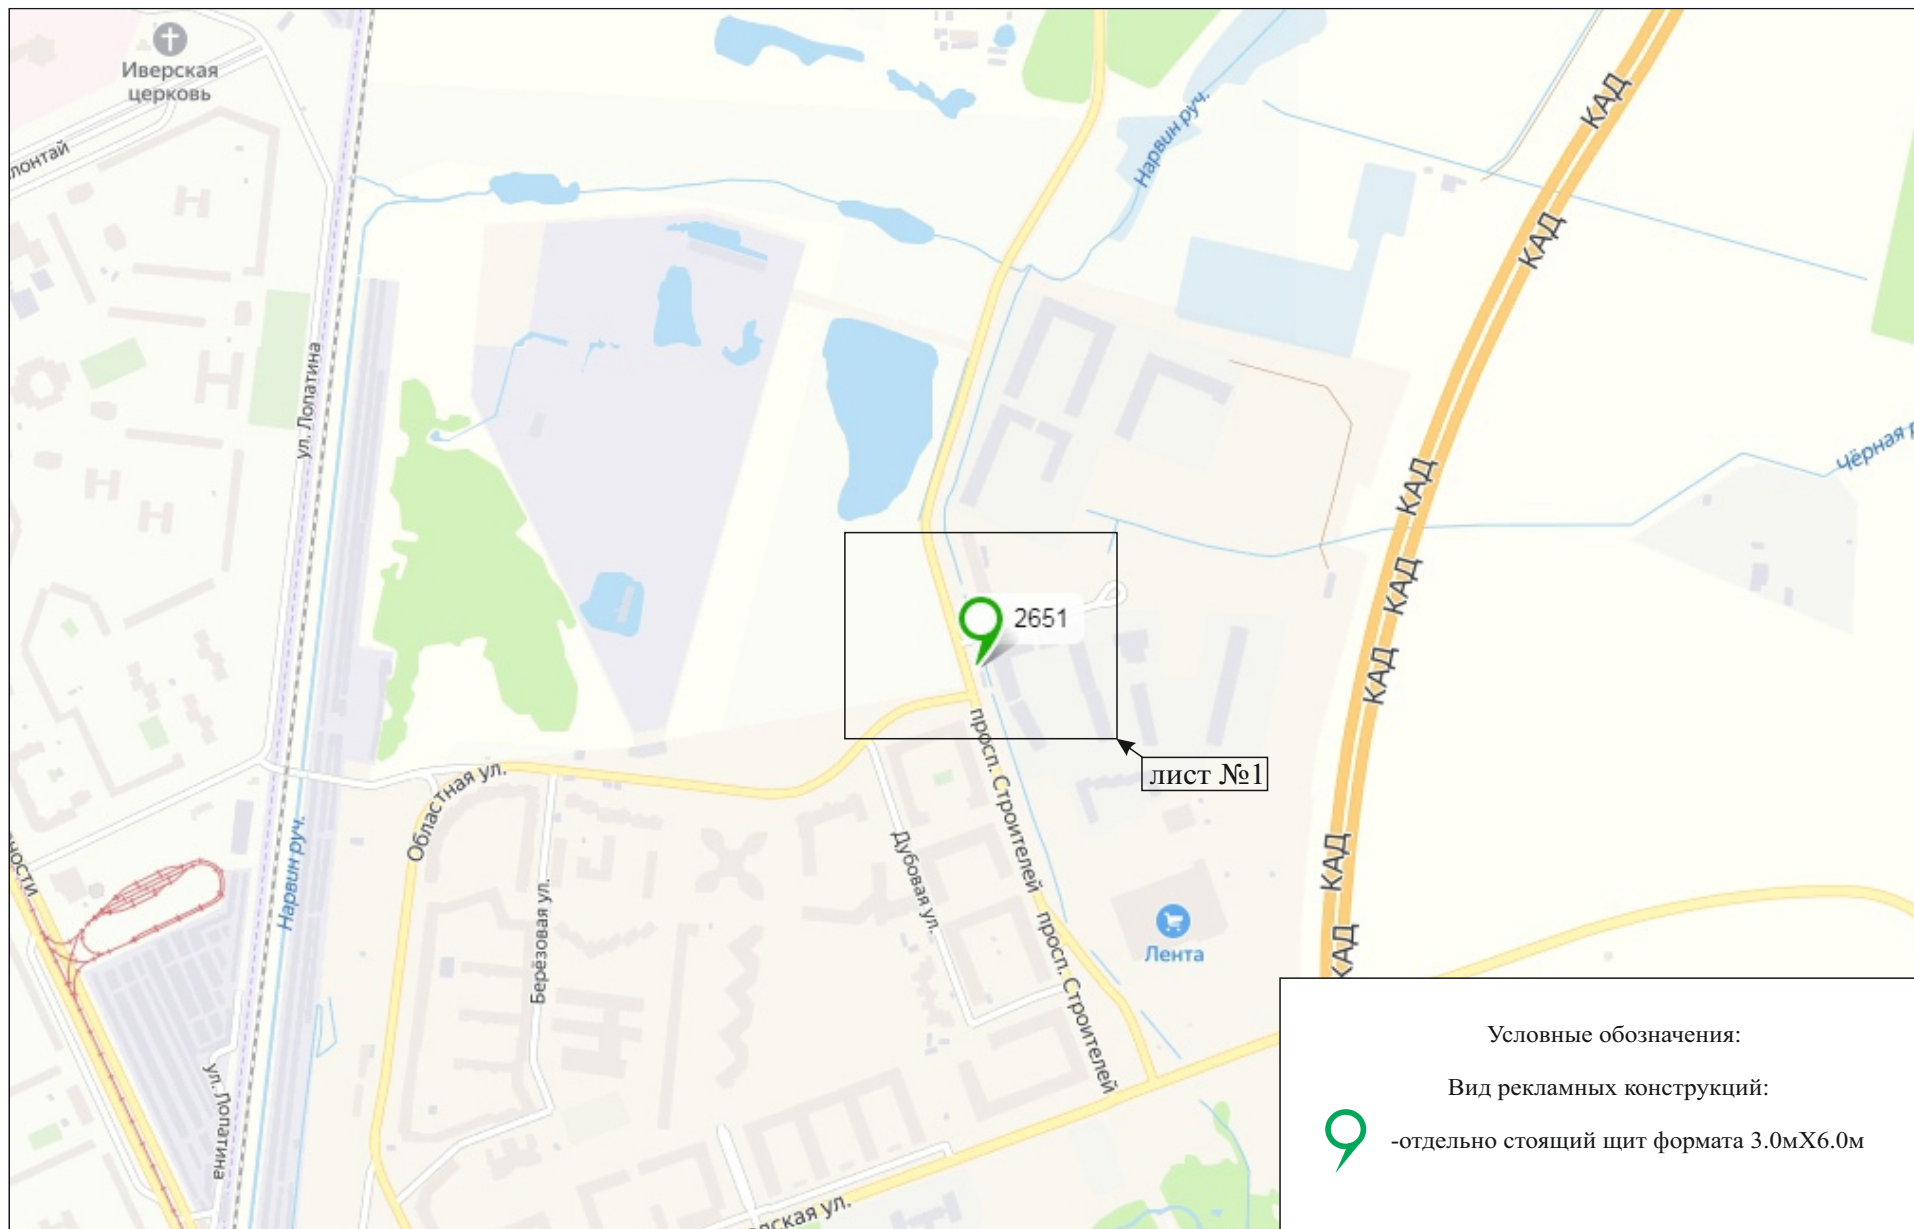 Иверская
церковь
лонтай
Нарвин руч.
КАД
КАД
ул. Лопатина
Чёрная р
КАД
КАД
КАД
2651
просп. Строителей
лист №1
Областная ул.
Дубовая ул.
Берёзовая ул.
Нарвин руч.
ности
КАД
КАД
Лента
просп. Строителей
ул. Лопатина
Условные обозначения:
Вид рекламных конструкций:
-отдельно стоящий щит формата 3.0мX6.0м
ская ул.